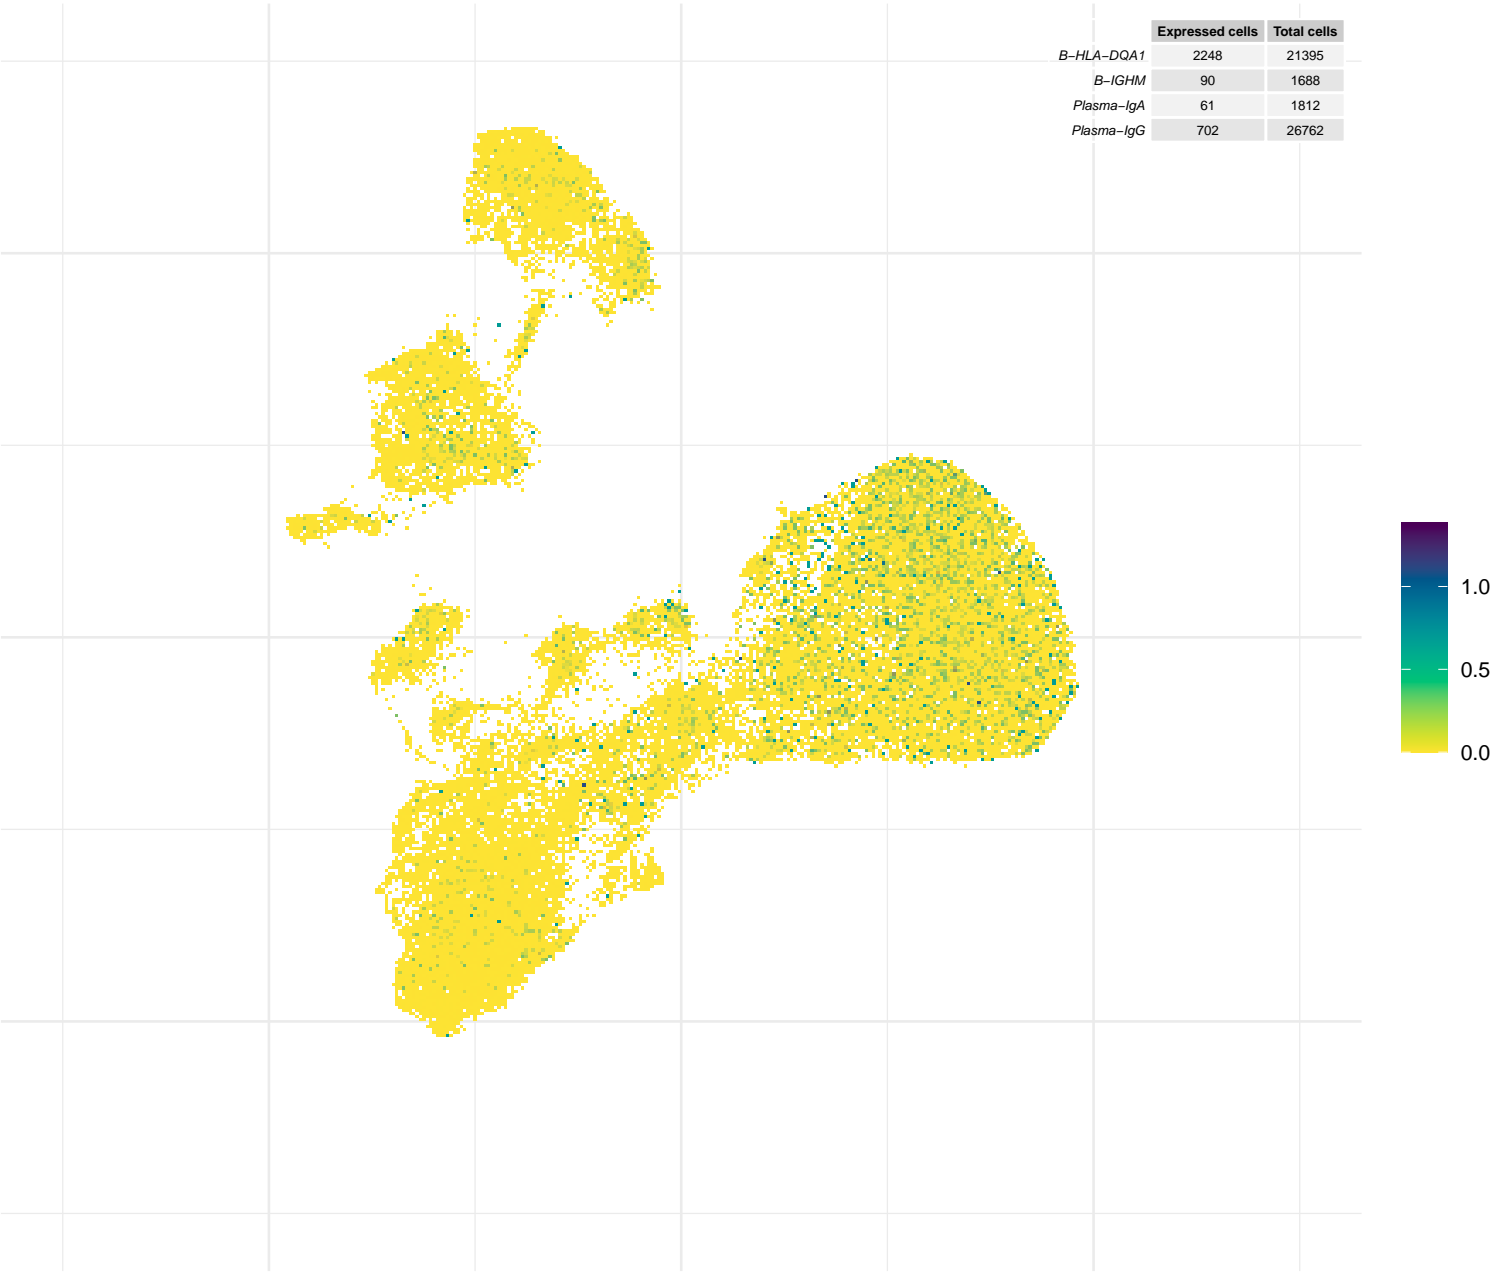 Expressed cells Total cells
B-HLA-DQA1 2248 21395
B-IGHM 90 1688
Plasma-IgA 61 1812
Plasma-IgG 702 26762
1.0
0.5
0.0